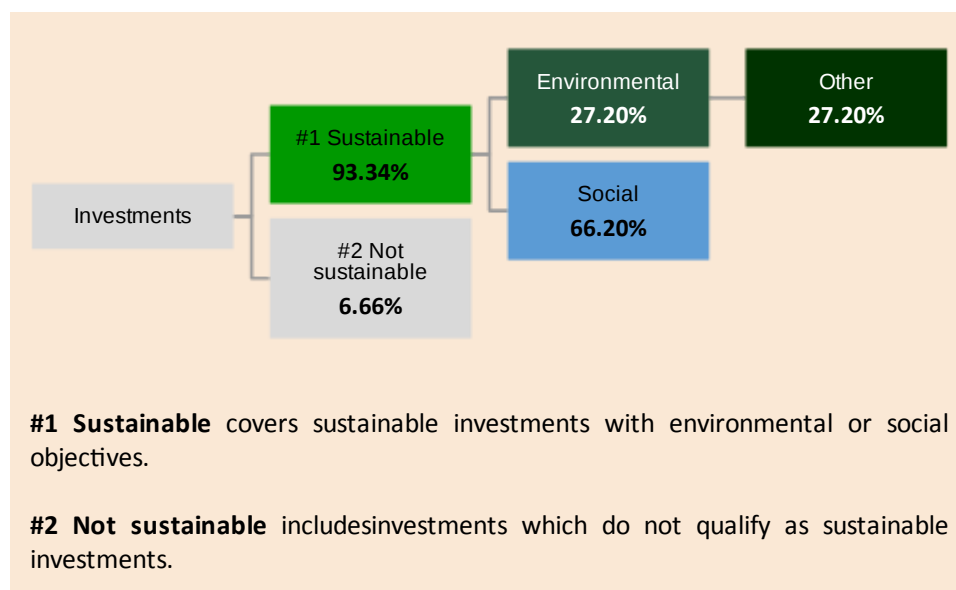 Environmental
27.20%
Other
27.20%
#1 Sustainable
93.34%
Social
66.20%
Investments
#2 Not
sustainable
6.66%
#1 Sustainable covers sustainable investments with environmental or social
objectives.
#2 Not sustainable includesinvestments which do not qualify as sustainable
investments.